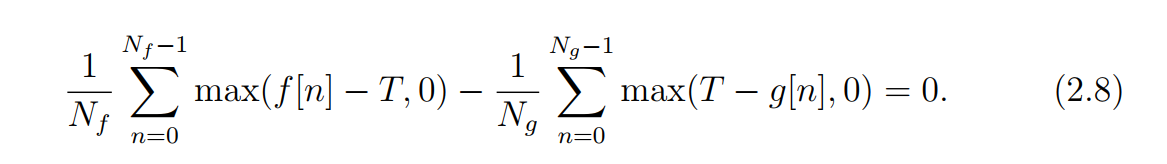 \frac{1}{N_f} \sum_{n=0}^{N_f-1} \max(f[n] - T, 0) - \frac{1}{N_g} \sum_{n=0}^{N_g-1} \max(T - g[n], 0) = 0. (2.8)